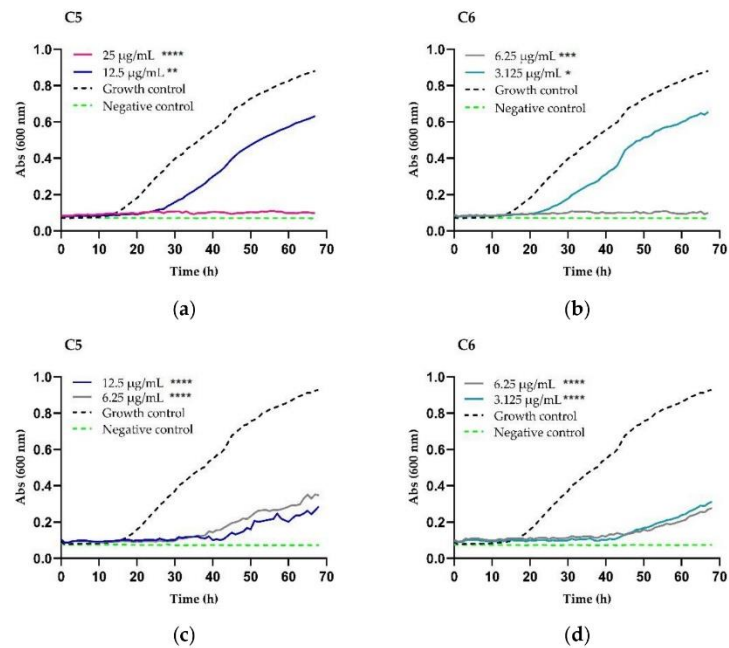 C5
25 µg/mL ****
12.5 µg/mL **
Growth control
Negative control
Abs (600 nm)
1.0
0.8
0.6
0.4
0.2
0.0
0 10 20 30 40 50 60 70
Time (h)
(a)
C6
6.25 µg/mL ***
3.125 µg/mL *
Growth control
Negative control
Abs (600 nm)
1.0
0.8
0.6
0.4
0.2
0.0
0 10 20 30 40 50 60 70
Time (h)
(b)
C5
12.5 µg/mL ****
6.25 µg/mL ****
Growth control
Negative control
Abs (600 nm)
1.0
0.8
0.6
0.4
0.2
0.0
0 10 20 30 40 50 60 70
Time (h)
(c)
C6
6.25 µg/mL ****
3.125 µg/mL ****
Growth control
Negative control
Abs (600 nm)
1.0
0.8
0.6
0.4
0.2
0.0
0 10 20 30 40 50 60 70
Time (h)
(d)